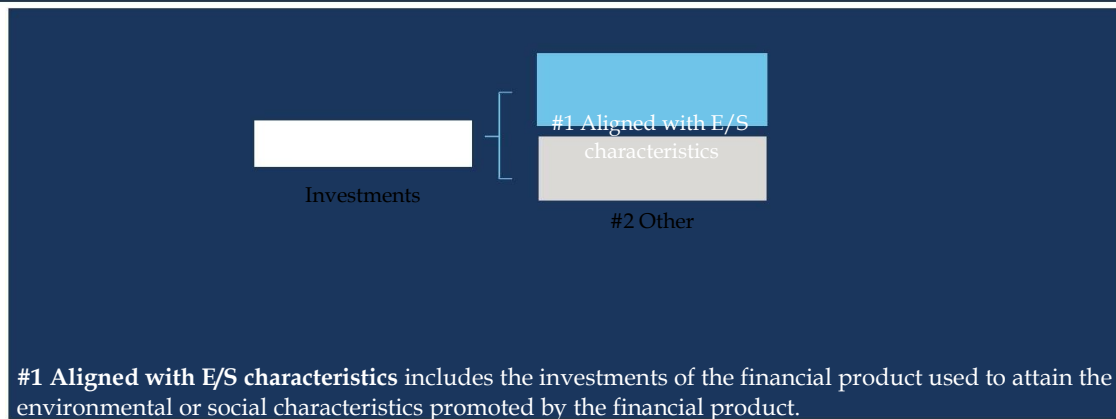 #1 Aligned with E/S
characteristics
Investments
#2 Other
#1 Aligned with E/S characteristics includes the investments of the financial product used to attain the
environmental or social characteristics promoted by the financial product.